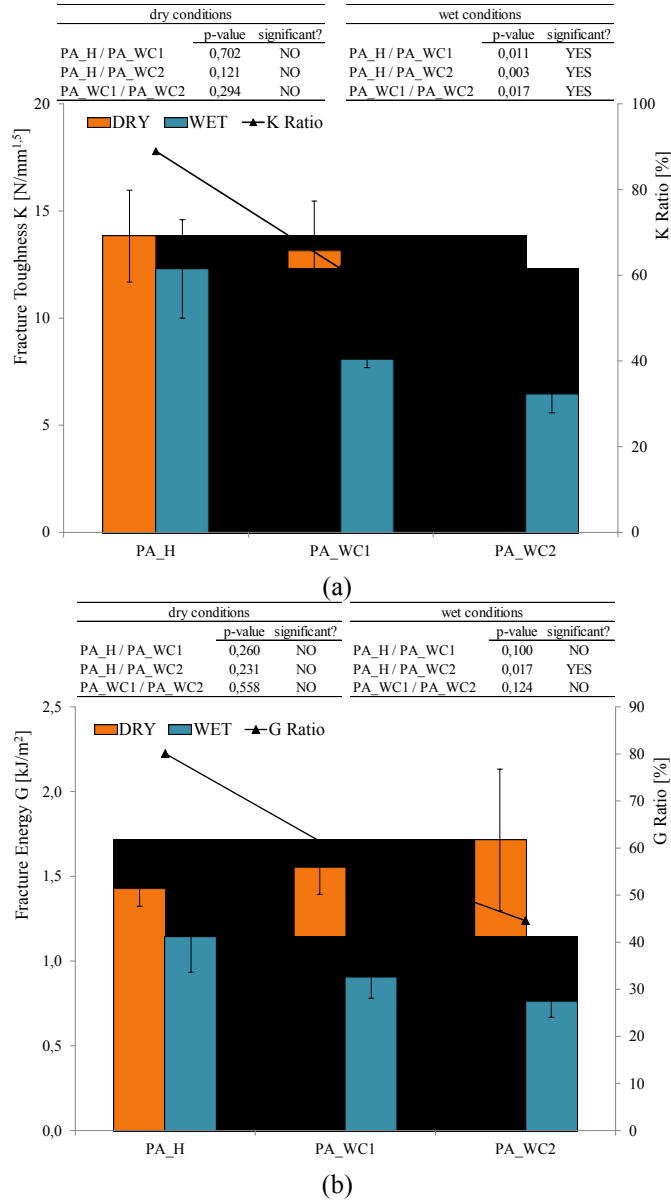 dry conditions wet conditions
p-value significant? p-value significant?
PA_H / PA_WC1 0,702 NO PA_H / PA_WC1 0,011 YES
PA_H / PA_WC2 0,121 NO PA_H / PA_WC2 0,003 YES
PA_WC1 / PA_WC2 0,294 NO PA_WC1 / PA_WC2 0,017 YES
20 100
DRY WET K Ratio
15 80
60
10
40
5
20
0 0
Fracture Toughness K [N/mm1,5]
K Ratio [%]
PA_H PA_WC1 PA_WC2
(a)
dry conditions wet conditions
p-value significant? p-value significant?
PA_H / PA_WC1 0,260 NO PA_H / PA_WC1 0,100 NO
PA_H / PA_WC2 0,231 NO PA_H / PA_WC2 0,017 YES
PA_WC1 / PA_WC2 0,558 NO PA_WC1 / PA_WC2 0,124 NO
2,5 90
DRY WET G Ratio
80
2,0
70
60
1,5
50
1,0 40
30
0,5 20
10
0,0 0
Fracture Energy G [kJ/m2]
G Ratio [%]
PA_H PA_WC1 PA_WC2
(b)